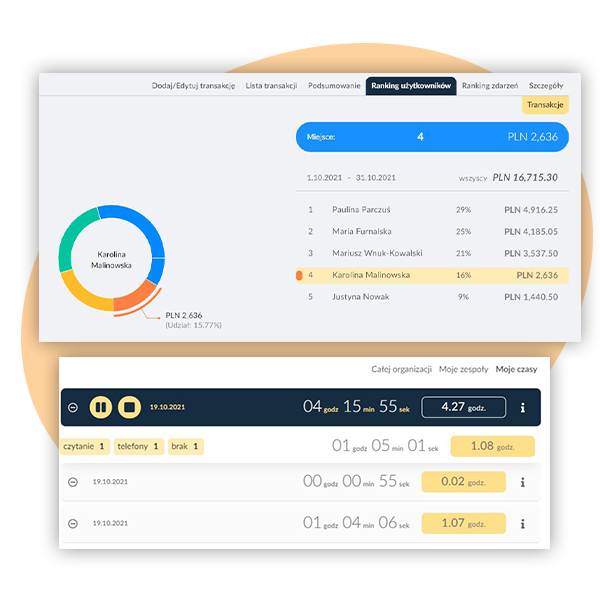 Dodaj/Edytuj transakcję Lista transakcji Podsumowanie Ranking użytkowników Ranking zdarzeń Szczegóły
Transakcje
Miejsce: 4 PLN 2,636
1.10.2021 - 31.10.2021 wszyscy PLN 16,715.30
1 Paulina Parczuś 29% PLN 4,916.25
2 Maria Furnalska 25% PLN 4,185.05
3 Mariusz Wnuk-Kowalski 21% PLN 3,537.50
4 Karolina Malinowska 16% PLN 2,636
5 Justyna Nowak 9% PLN 1,440.50
Karolina
Malinowska
PLN 2.636
(Udział: 15.77%)
Całej organizacji Moje zespoły Moje czasy
19.10.2021 04 godz 15 min 55 sek 4.27 godz. i
czytanie 1 telefony 1 brak 1 01 godz 05 min 01 sek 1.08 godz.
19.10.2021 00 godz 00 min 55 sek 0.02 godz. i
19.10.2021 01 godz 04 min 06 sek 1.07 godz. i